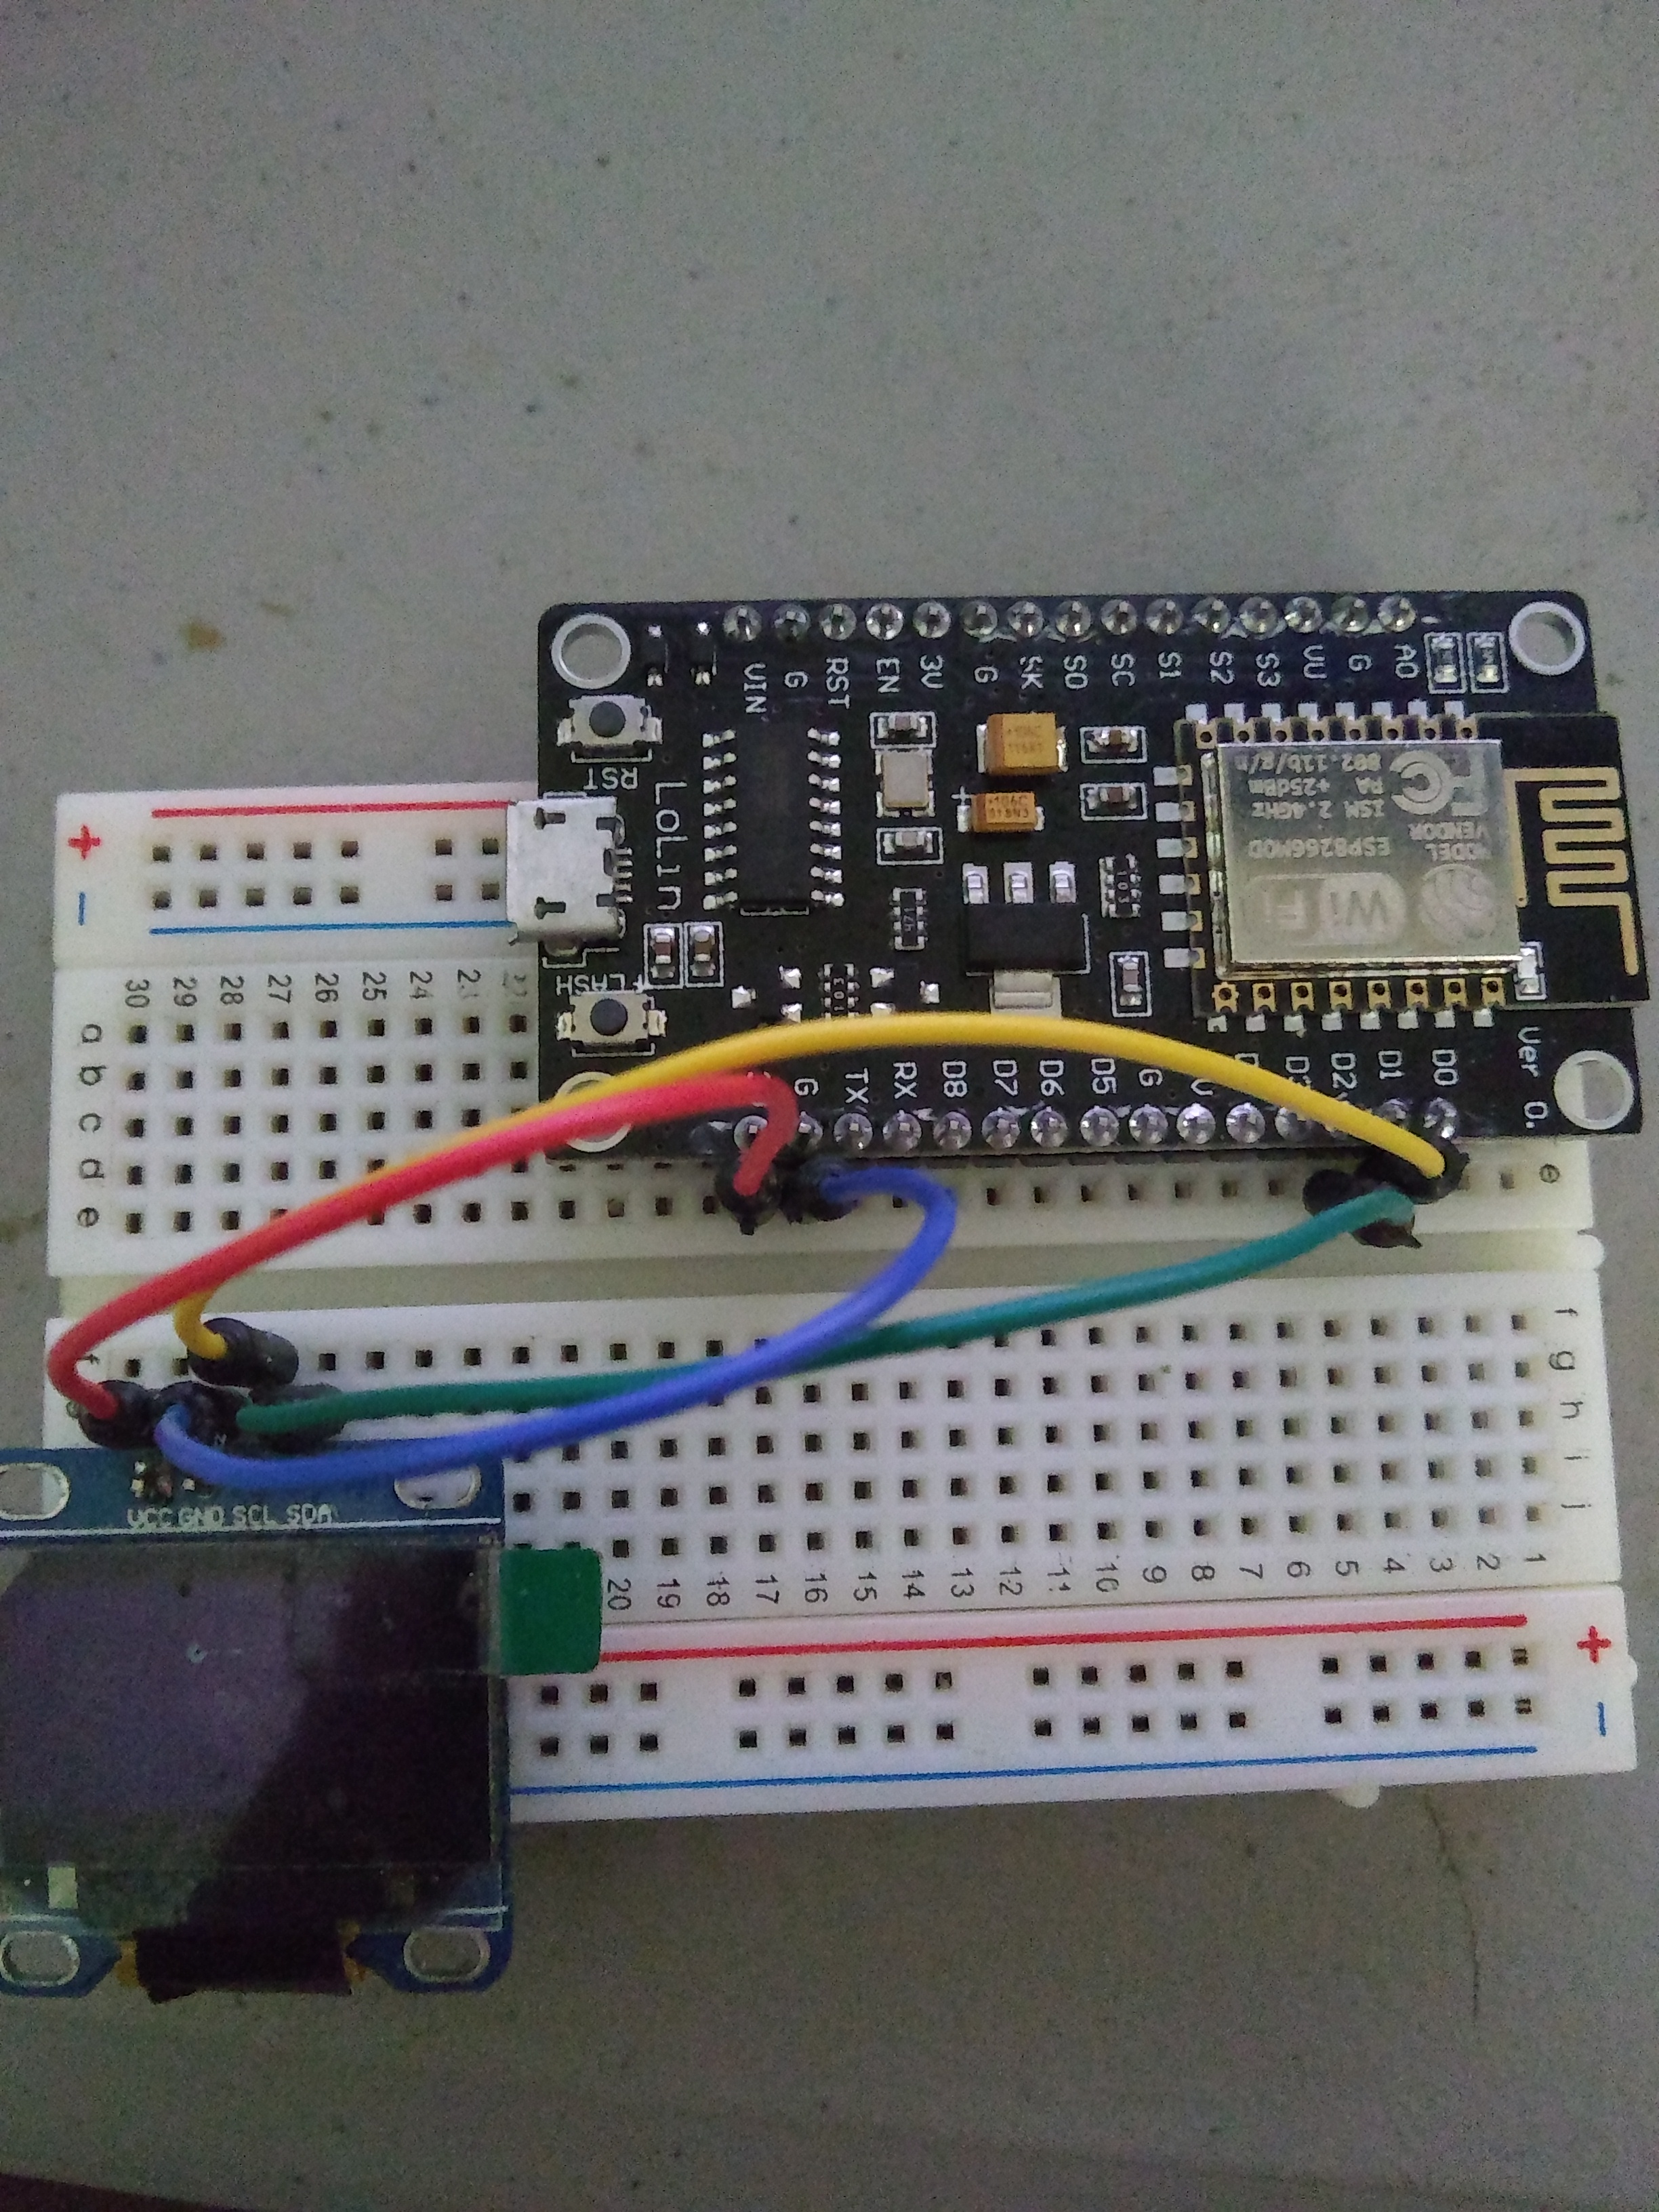 VIN G RST EN 3V G SK S0 SC S1 S2 S3 VU G A0
RST
LoLin
FLASH
MODEL
VENDOR
ESP8266MOD
ISM 2.4GHz
PA +25dBm
802.11b/g/n
FC
WiFi
G TX RX D8 D7 D6 D5 G D2 D1 D0
Ver 0.
+
-
30 29 28 27 26 25 24
a
b
c
d
e
e
f
f
g
h
i
j
VCC GND SCL SDA
20 19 18 17 16 15 14 13 12 11 10 9 8 7 6 5 4 3 2 1
+
-